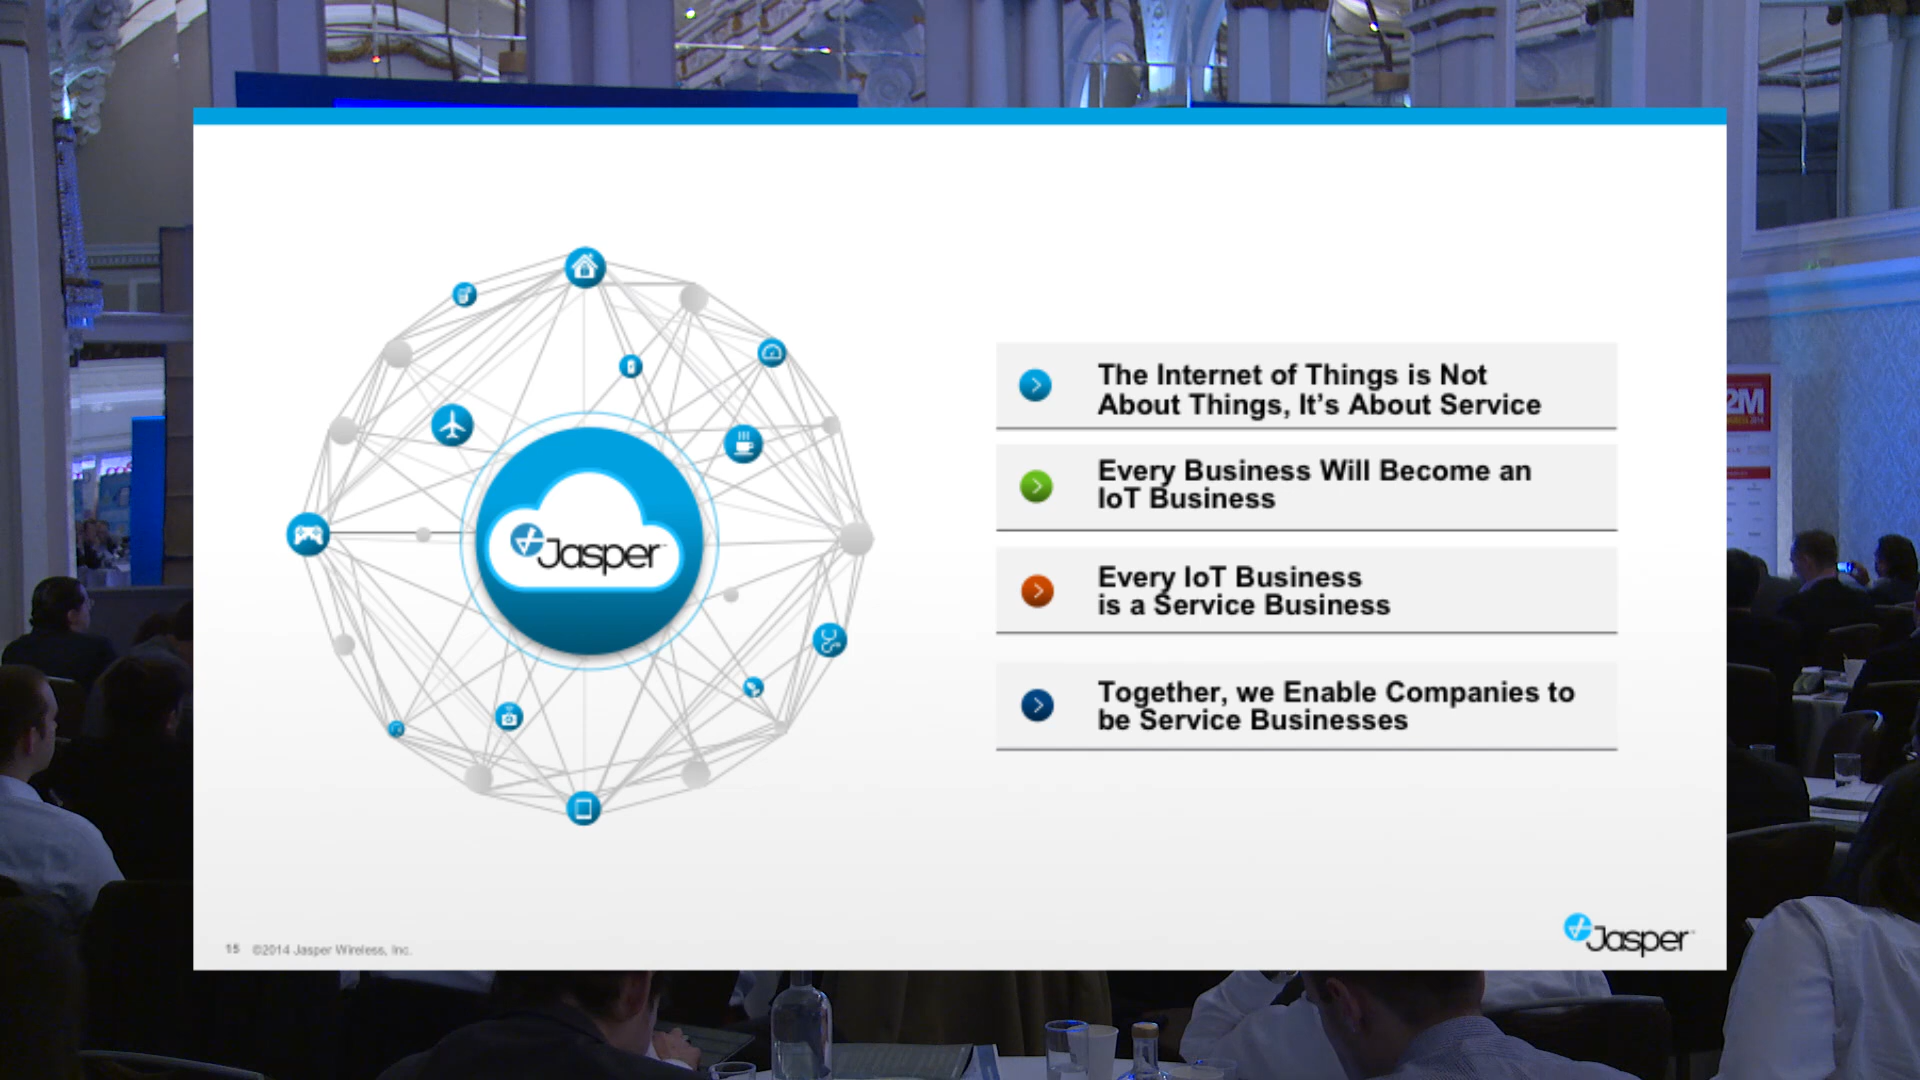 Jasper
The Internet of Things is Not
About Things, It's About Service
Every Business Will Become an
IoT Business
Every IoT Business
is a Service Business
Together, we Enable Companies to
be Service Businesses
15 ©2014 Jasper Wireless, Inc.
Jasper
2M